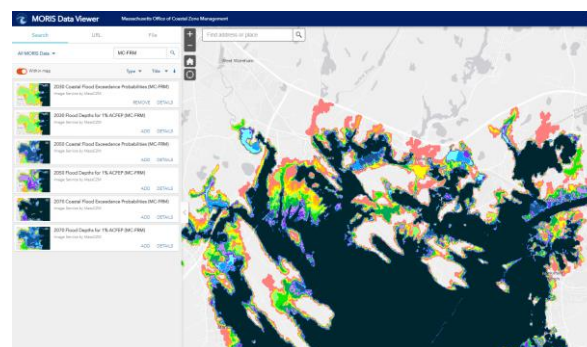 MORIS Data Viewer
Massachusetts Office of Coastal Zone Management
Search URL File
All MORIS Data MC-FRM
Within map Type Title
2030 Coastal Flood Exceedance Probabilities (MC-FRM)
Image Service by MassCZM
REMOVE DETAILS
2030 Flood Depths for 1% ACFEP (MC-FRM)
Image Service by MassCZM
ADD DETAILS
2050 Coastal Flood Exceedance Probabilities (MC-FRM)
Image Service by MassCZM
ADD DETAILS
2050 Flood Depths for 1% ACFEP (MC-FRM)
Image Service by MassCZM
ADD DETAILS
2070 Coastal Flood Exceedance Probabilities (MC-FRM)
Image Service by MassCZM
ADD DETAILS
2070 Flood Depths for 1% ACFEP (MC-FRM)
Image Service by MassCZM
ADD DETAILS
Find address or place
West Wareham